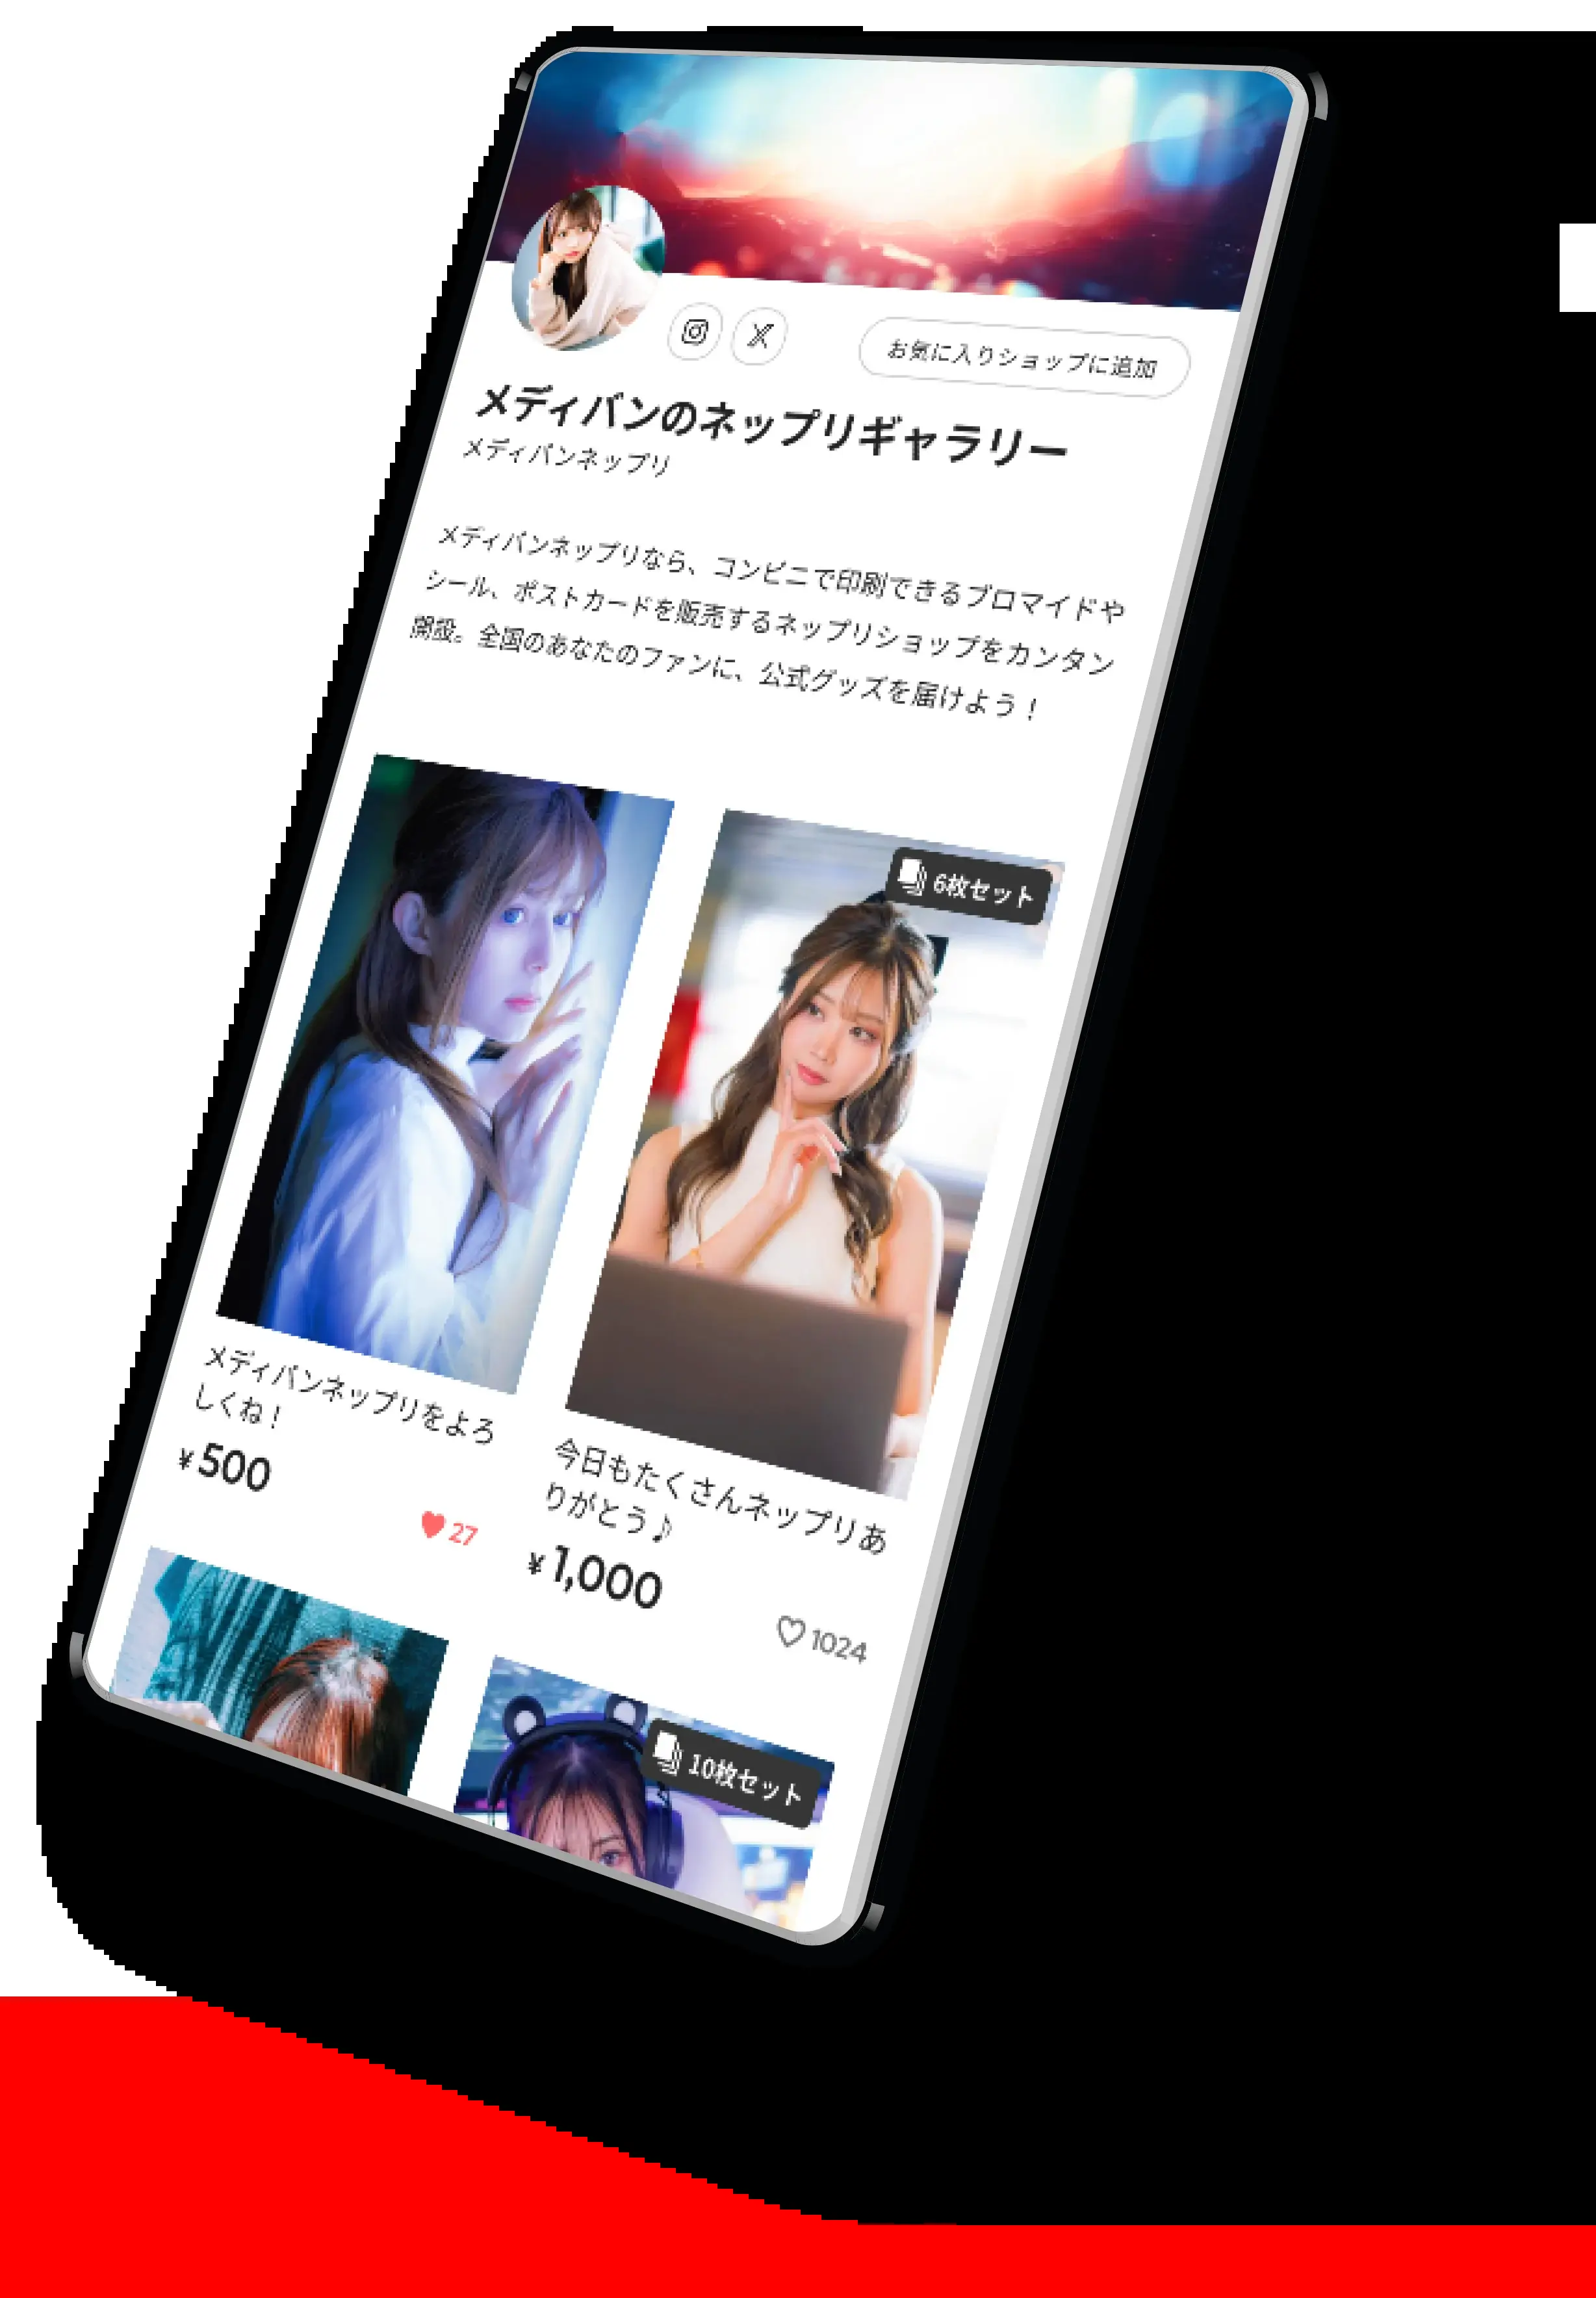 お気に入りショップに追加
メディバンのネップリギャラリー
メディバンネップリ
メディバンネップリなら、コンビニで印刷できるブロマイドや
シール、ポストカードを販売するネップリショップをカンタン
開設。全国のあなたのファンに、公式グッズを届けよう！
6枚セット
メディバンネップリをよろ
しくね！
¥500
27
今日もたくさんネップリあ
りがとう♪
¥1,000
1024
10枚セット